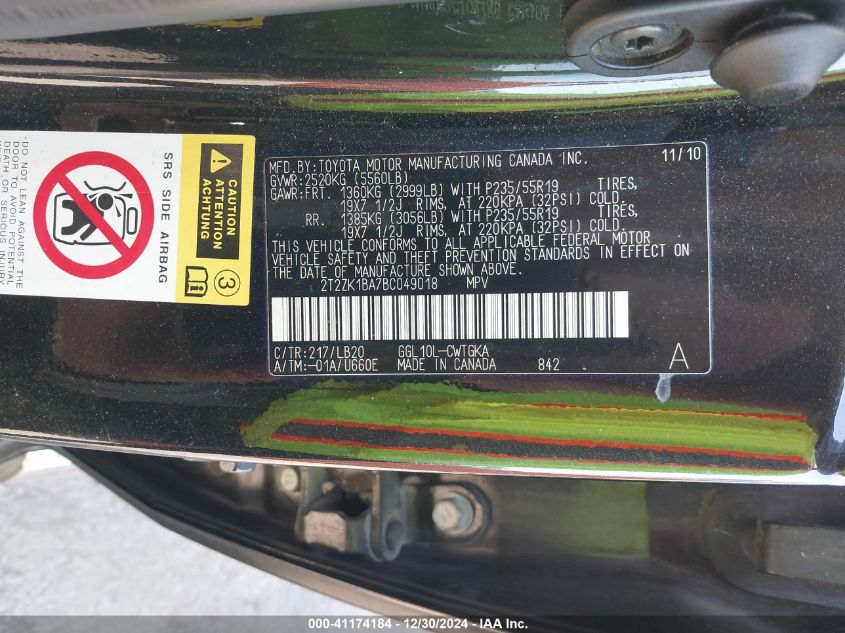 MFD.BY:TOYOTA MOTOR MANUFACTURING CANADA INC. 11/10
GVWR:2520KG (5560LB)
GAWR:FRT. 1360KG (2999LB) WITH P235/55R19 TIRES,
19X7 1/2J RIMS, AT 220KPA (32PSI) COLD.
RR. 1385KG (3056LB) WITH P235/55R19 TIRES,
19X7 1/2J RIMS, AT 220KPA (32PSI) COLD.
THIS VEHICLE CONFORMS TO ALL APPLICABLE FEDERAL MOTOR
VEHICLE SAFETY AND THEFT PREVENTION STANDARDS IN EFFECT ON
THE DATE OF MANUFACTURE SHOWN ABOVE.
2T2ZK1BA7BC049018 MPV
C/TR:217/LB20 GGL10L-CWTGKA
A/TM:-01A/U660E MADE IN CANADA 842 A
CAUTION
ATTENTION
ACHTUNG
3
SRS SIDE AIRBAG
·DO NOT LEAN AGAINST THE
DOOR TO AVOID POTENTIAL
DEATH OR SERIOUS INJURY
000-41174184 - 12/30/2024 - IAA Inc.